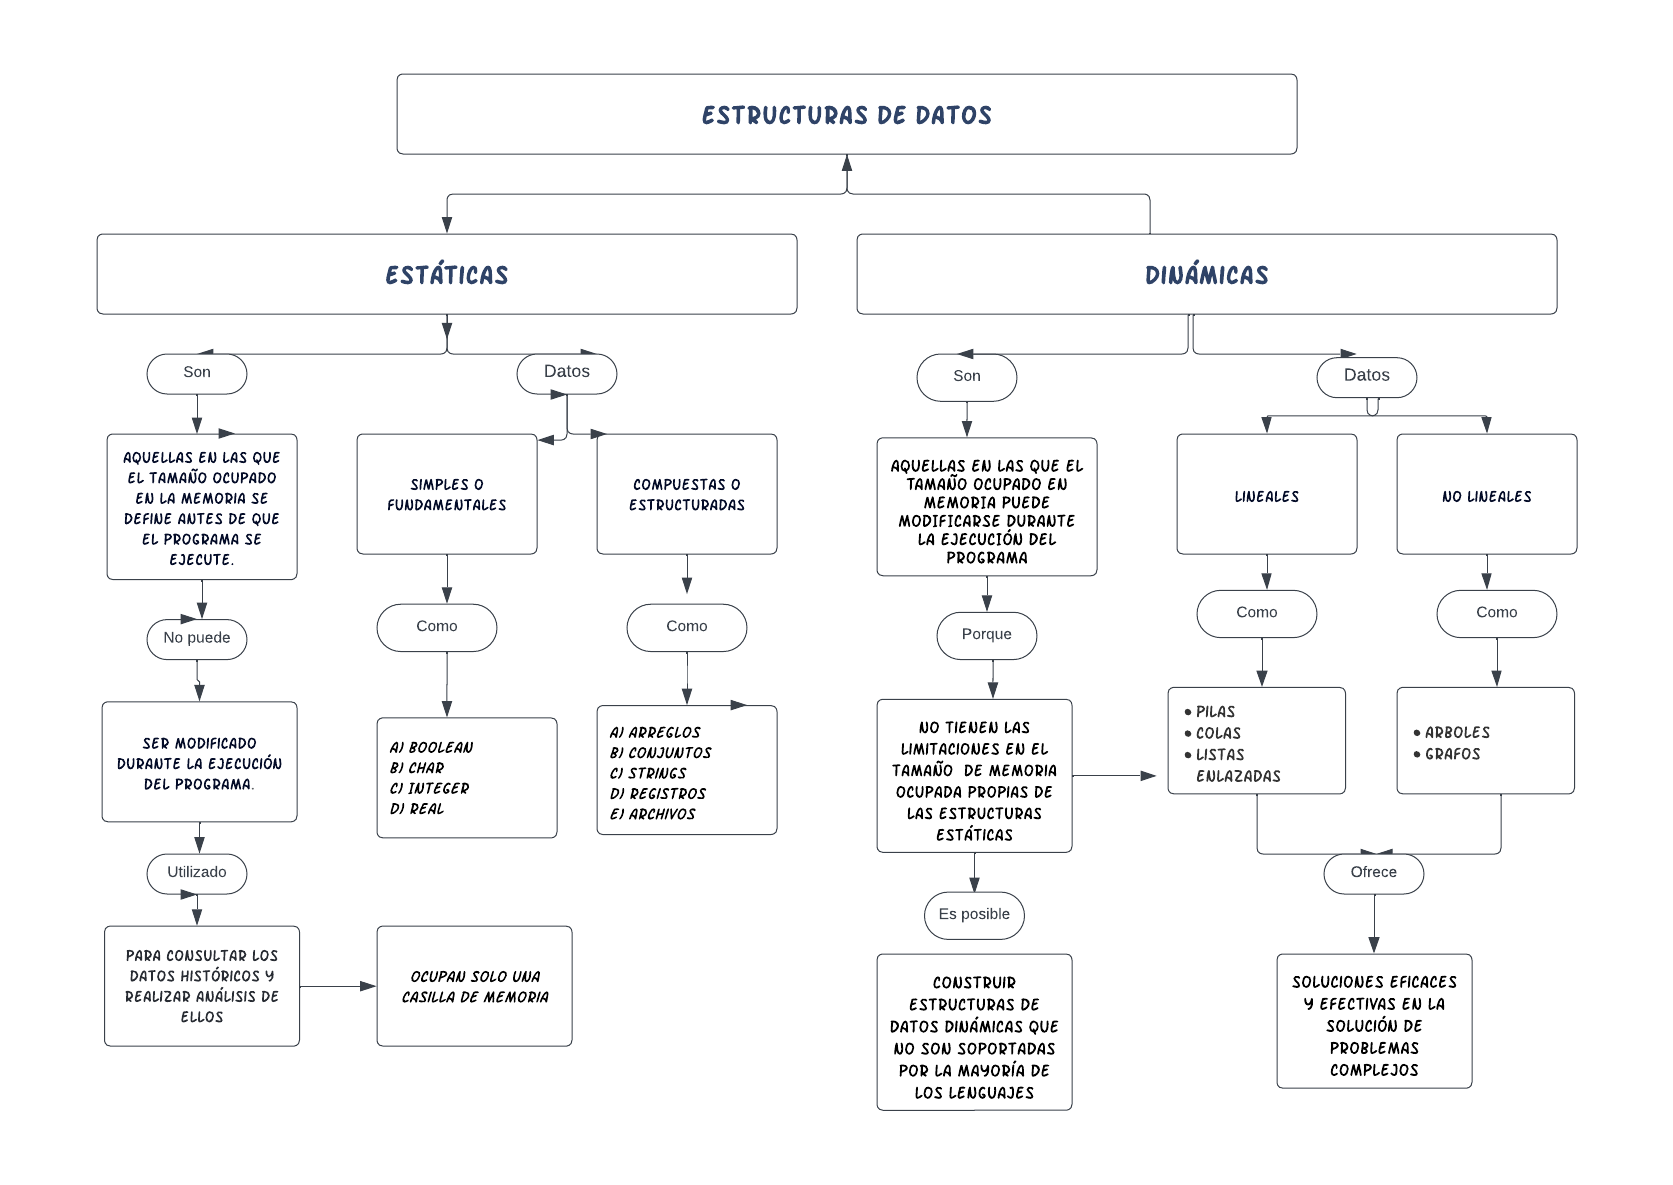 ESTRUCTURAS DE DATOS
ESTÁTICAS
DINÁMICAS
Son
Datos
Son
Datos
AQUELLAS EN LAS QUE
EL TAMAÑO OCUPADO
EN LA MEMORIA SE
DEFINE ANTES DE QUE
EL PROGRAMA SE
EJECUTE.
SIMPLES O
FUNDAMENTALES
COMPUESTAS O
ESTRUCTURADAS
AQUELLAS EN LAS QUE EL
TAMAÑO OCUPADO EN
MEMORIA PUEDE
MODIFICARSE DURANTE
LA EJECUCIÓN DEL
PROGRAMA
LINEALES
NO LINEALES
No puede
Como
Como
Porque
Como
Como
SER MODIFICADO
DURANTE LA EJECUCIÓN
DEL PROGRAMA.
A) BOOLEAN
B) CHAR
C) INTEGER
D) REAL
A) ARREGLOS
B) CONJUNTOS
C) STRINGS
D) REGISTROS
E) ARCHIVOS
NO TIENEN LAS
LIMITACIONES EN EL
TAMAÑO DE MEMORIA
OCUPADA PROPIAS DE
LAS ESTRUCTURAS
ESTÁTICAS
• PILAS
• COLAS
• LISTAS
ENLAZADAS
• ARBOLES
• GRAFOS
Utilizado
Es posible
Ofrece
PARA CONSULTAR LOS
DATOS HISTÓRICOS Y
REALIZAR ANÁLISIS DE
ELLOS
OCUPAN SOLO UNA
CASILLA DE MEMORIA
CONSTRUIR
ESTRUCTURAS DE
DATOS DINÁMICAS QUE
NO SON SOPORTADAS
POR LA MAYORÍA DE
LOS LENGUAJES
SOLUCIONES EFICACES
Y EFECTIVAS EN LA
SOLUCIÓN DE
PROBLEMAS
COMPLEJOS